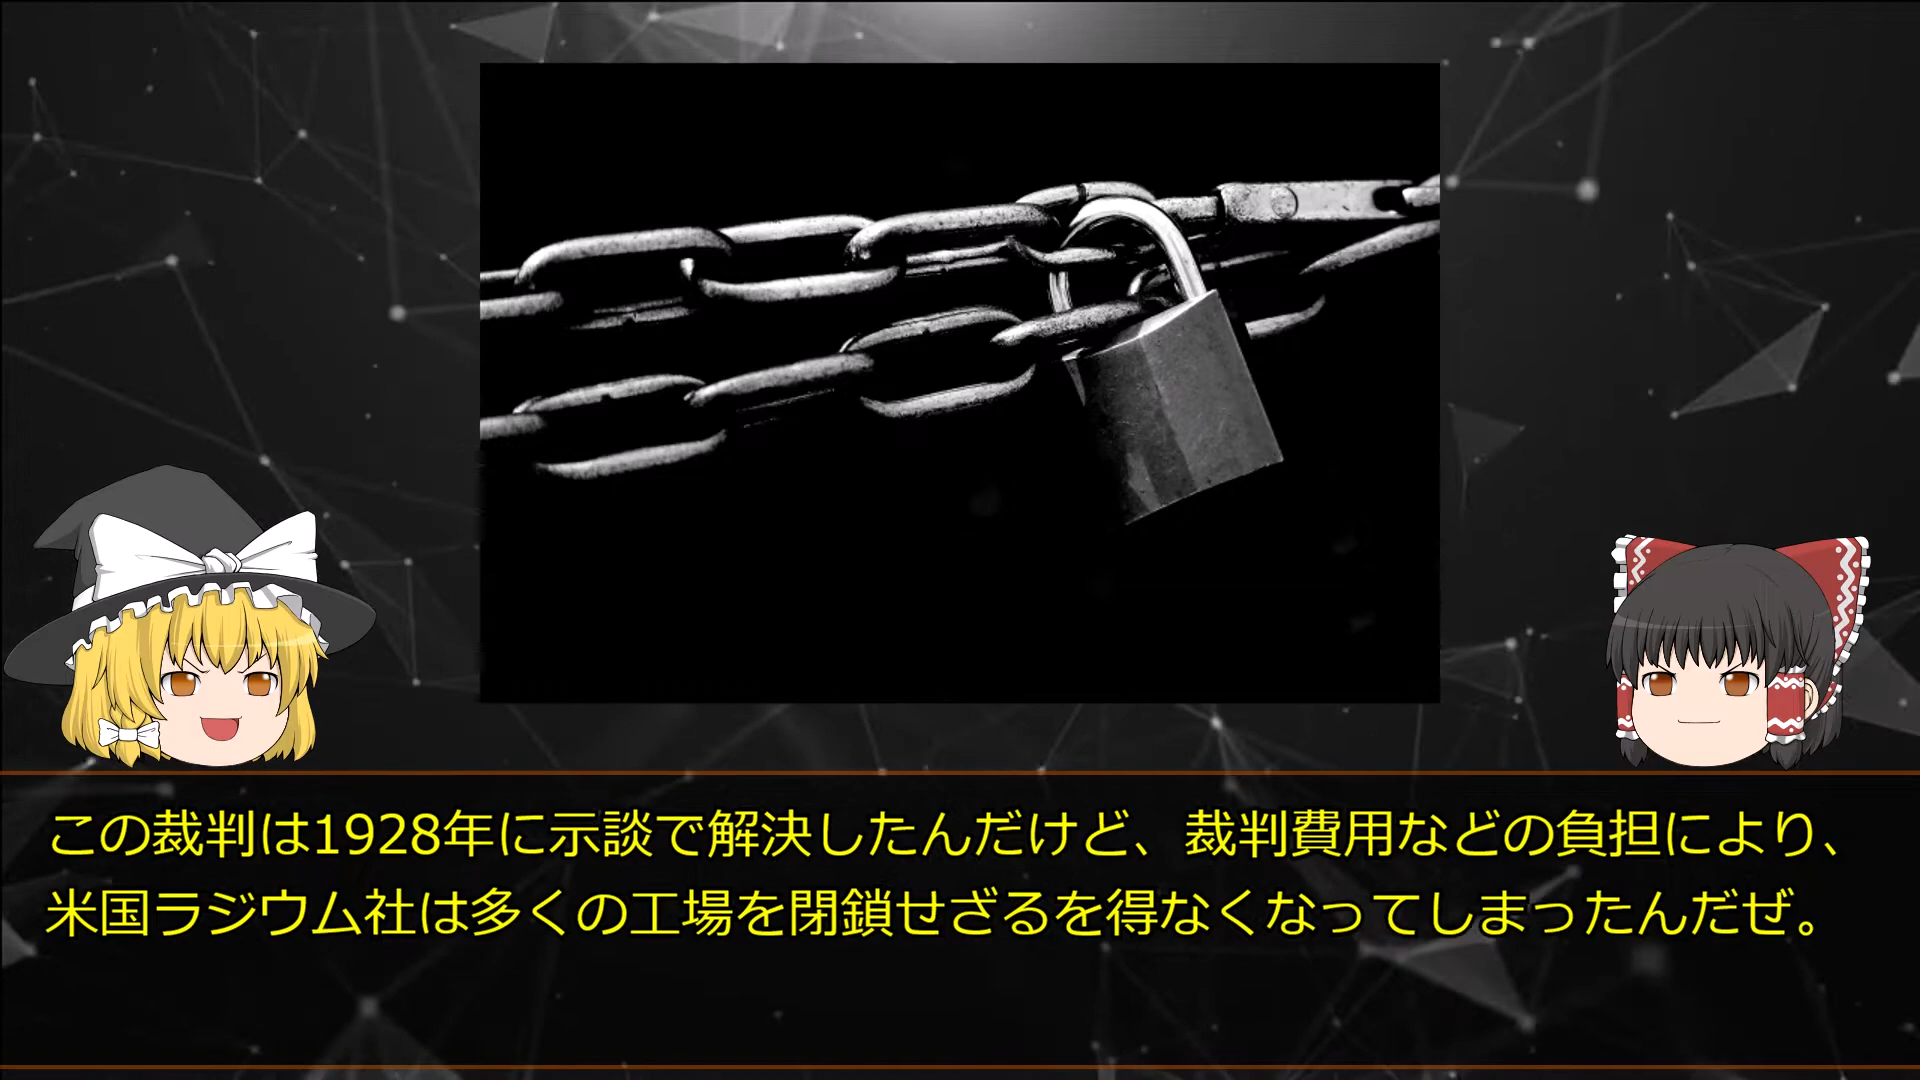 この裁判は1928年に示談で解決したんだけど、裁判費用などの負担により、
米国ラジウム社は多くの工場を閉鎖せざるを得なくなってしまったんだぜ。